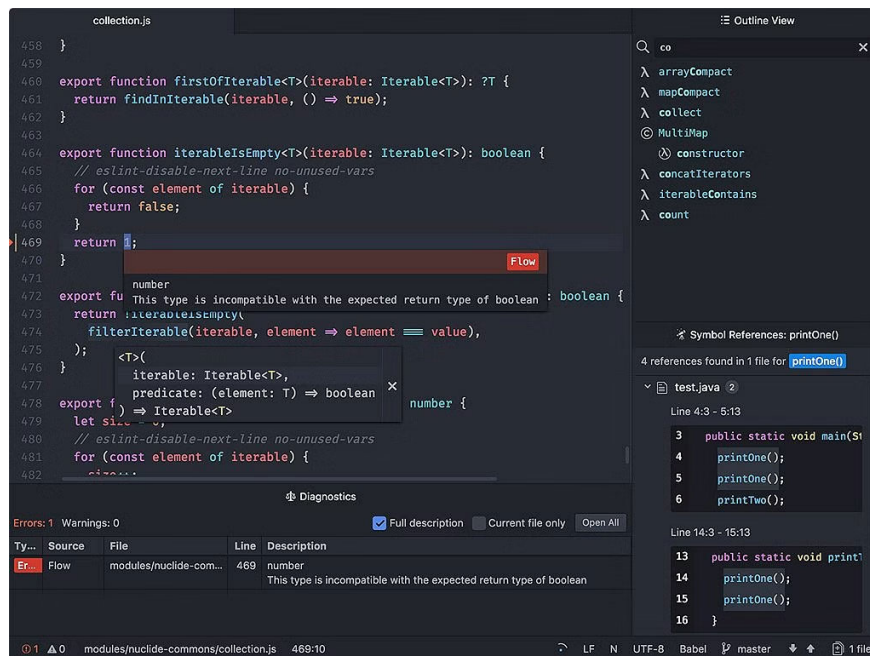 collection.js
458 }
459
460 export function firstOfIterable<T>(iterable: Iterable<T>): ?T {
461 return findInIterable(iterable, () => true);
462 }
463
464 export function iterableIsEmpty<T>(iterable: Iterable<T>): boolean {
465 // eslint-disable-next-line no-unused-vars
466 for (const element of iterable) {
467 return false;
468 }
469 return 1;
470 }
Flow
number
This type is incompatible with the expected return type of boolean
471
472 export fu : boolean {
473 return !iterableIsEmpty(
474 filterIterable(iterable, element => element === value),
475 );
476 }
<T>(
iterable: Iterable<T>,
predicate: (element: T) => boolean
) => Iterable<T>
477
478 export f number {
479 let size = 0;
480 // eslint-disable-next-line no-unused-vars
481 for (const element of iterable) {
482 size++;
Outline View
co
arrayCompact
mapCompact
collect
MultiMap
constructor
concatIterators
iterableContains
count
Symbol References: printOne()
4 references found in 1 file for printOne()
test.java 2
Line 4:3 - 5:13
3 public static void main(St
4 printOne();
5 printOne();
6 printTwo();
Line 14:3 - 15:13
13 public static void printT
14 printOne();
15 printOne();
16 }
Diagnostics
Errors: 1 Warnings: 0 Full description Current file only Open All
Ty... Source File Line Description
Er... Flow modules/nuclide-com... 469 number
This type is incompatible with the expected return type of boolean
1 0 modules/nuclide-commons/collection.js 469:10 LF N UTF-8 Babel master 1 file